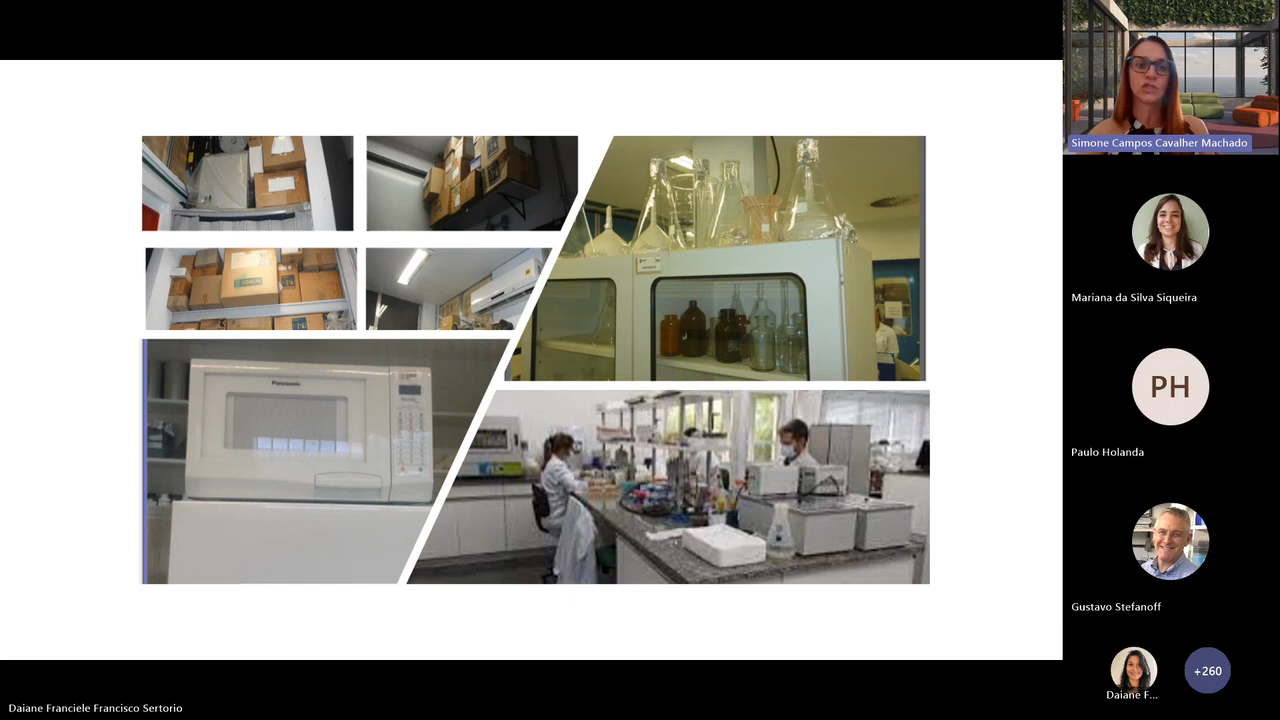 Simone Campos Cavalher Machado
Panasonic
Mariana da Silva Siqueira
PH
Paulo Holanda
Gustavo Stefanoff
Daiane F...
+260
Daiane Franciele Francisco Sertorio